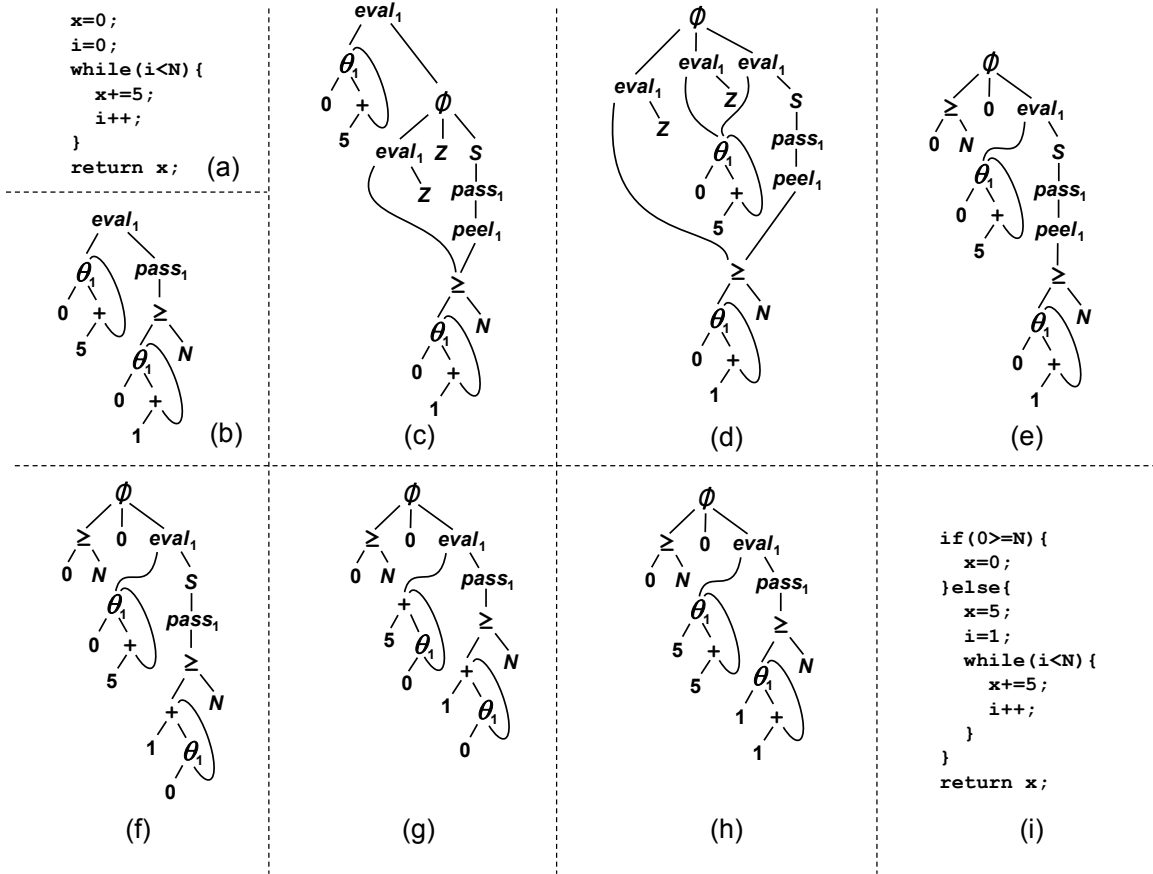 x=0;
i=0;
while(i<N){
x+=5;
i++;
}
return x;
(a)
eval₁
θ₁ pass₁
0 + ≥
5 θ₁ N
0 +
1
(b)
eval₁
θ₁
0 + ϕ
5 eval₁ Z S
Z pass₁
peel₁
≥
θ₁ N
0 +
1
(c)
ϕ
eval₁ eval₁ eval₁
Z Z S
θ₁ pass₁
0 + peel₁
5
≥
θ₁ N
0 +
1
(d)
ϕ
≥ 0 eval₁
0 N S
θ₁ pass₁
0 + peel₁
5 ≥
θ₁ N
0 +
1
(e)
ϕ
≥ 0 eval₁
0 N S
θ₁ pass₁
0 +
5 ≥
+ N
1 θ₁
0
(f)
ϕ
≥ 0 eval₁
0 N pass₁
+ ≥
5 θ₁ + N
0 1 θ₁
0
(g)
ϕ
≥ 0 eval₁
0 N pass₁
θ₁ ≥
5 + θ₁ N
5 1 +
1
(h)
if(0>=N){
x=0;
}else{
x=5;
i=1;
while(i<N){
x+=5;
i++;
}
}
return x;
(i)